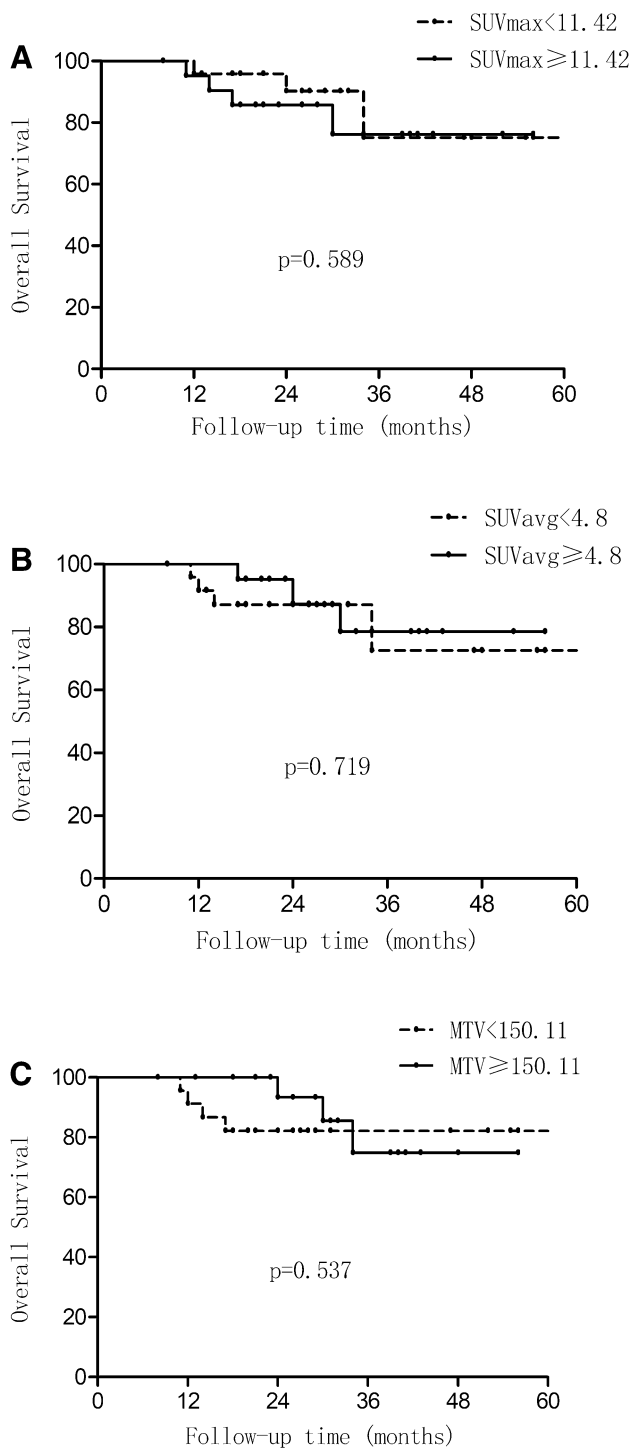 SUVmax<11.42
SUVmax≥11.42
A
100
80
60
40
20
0
Overall Survival
p=0.589
0 12 24 36 48 60
Follow-up time (months)
SUVavg<4.8
SUVavg≥4.8
B
100
80
60
40
20
0
Overall Survival
p=0.719
0 12 24 36 48 60
Follow-up time (months)
MTV<150.11
MTV≥150.11
C
100
80
60
40
20
0
Overall Survival
p=0.537
0 12 24 36 48 60
Follow-up time (months)